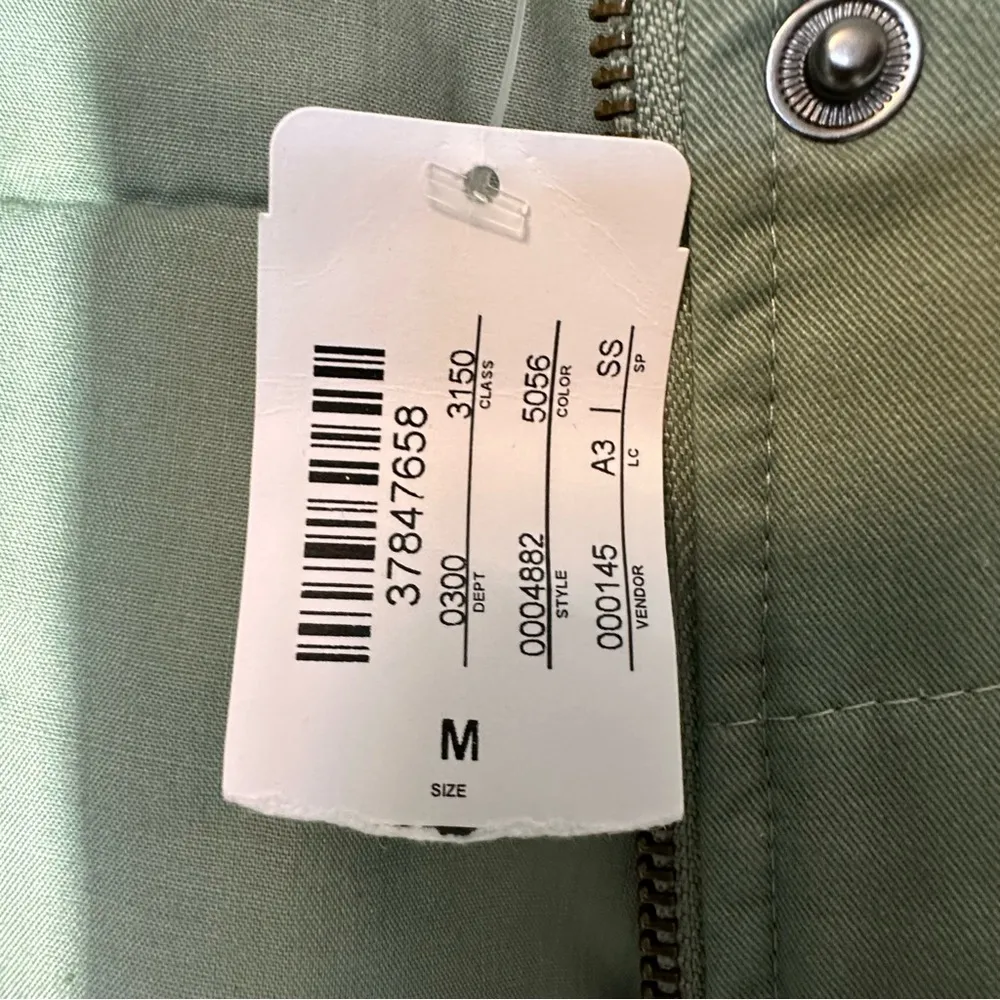 37847658
0300 3150
DEPT CLASS
0004882 5056
STYLE COLOR
000145 A3 | SS
VENDOR LC SP
M
SIZE